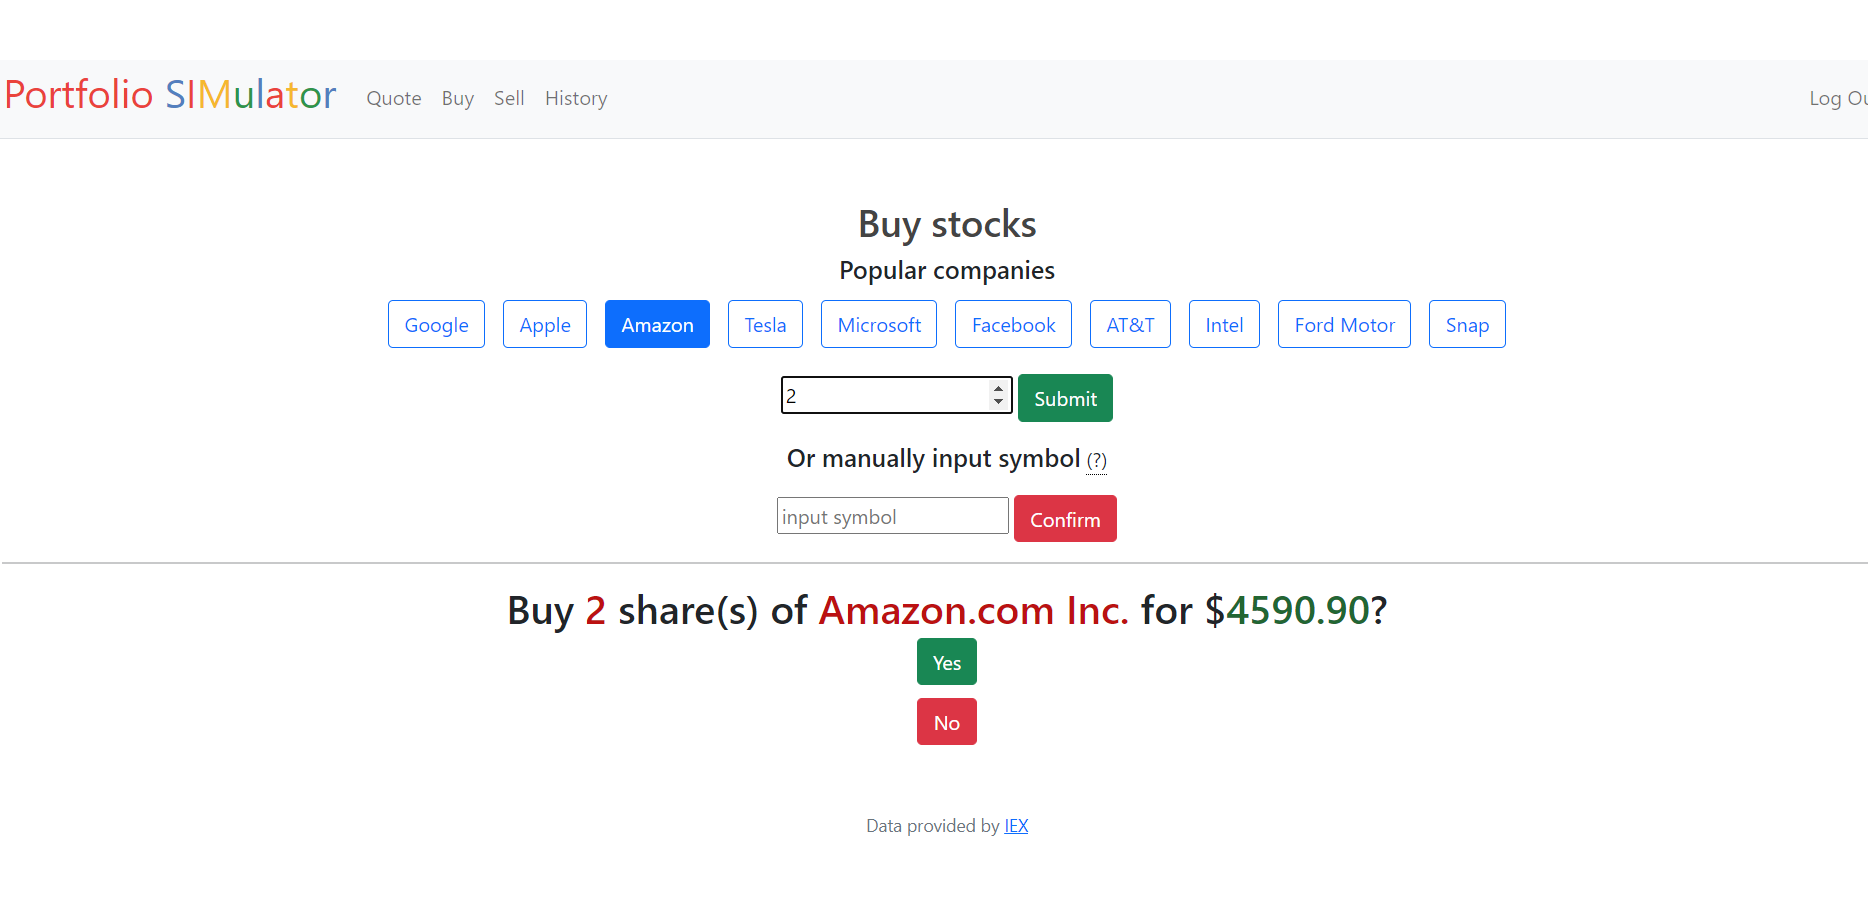 Portfolio SIMulator Quote Buy Sell History Log Ou
Buy stocks
Popular companies
Google Apple Amazon Tesla Microsoft Facebook AT&T Intel Ford Motor Snap
2 Submit
Or manually input symbol (?)
input symbol Confirm
Buy 2 share(s) of Amazon.com Inc. for $4590.90?
Yes
No
Data provided by IEX